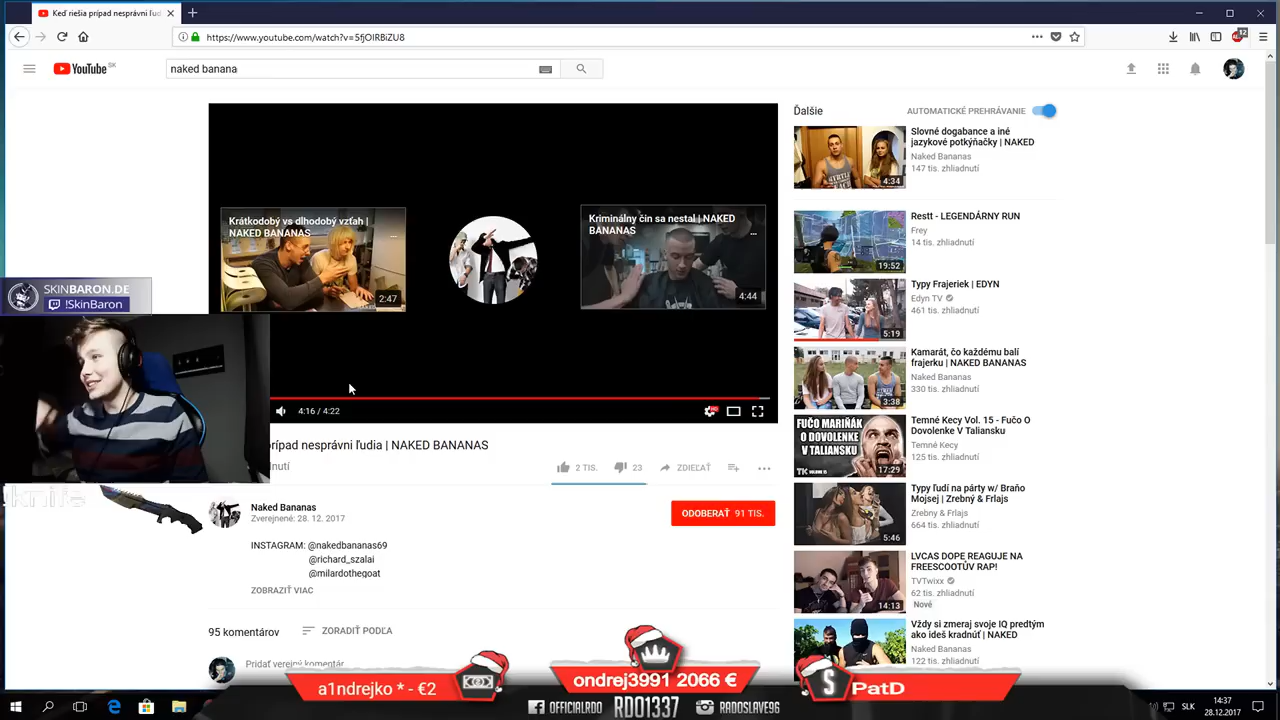 Keď riešia prípad nesprávni ľud
https://www.youtube.com/watch?v=5fjOIRBiZU8
12
YouTube SK
naked banana
Krátkodobý vs dlhodobý vzťah |
NAKED BANANAS
2:47
Kriminálny čin sa nestal | NAKED
BANANAS
4:44
SKINBARON.DE
!SkinBaron
4:16 / 4:22
prípad nesprávni ľudia | NAKED BANANAS
dnutí
2 TIS.
23
ZDIEĽAŤ
knife
Naked Bananas
Zverejnené: 28. 12. 2017
ODOBERAŤ 91 TIS.
INSTAGRAM: @nakedbananas69
@richard_szalai
@milardothegoat
ZOBRAZIŤ VIAC
95 komentárov
ZORADIŤ PODĽA
Pridať verejný komentár
Ďalšie
AUTOMATICKÉ PREHRÁVANIE
Slovné dogabance a iné
jazykové potkýňačky | NAKED
Naked Bananas
147 tis. zhliadnutí
4:34
Restt - LEGENDÁRNY RUN
Frey
14 tis. zhliadnutí
19:52
Typy Frajeriek | EDYN
Edyn TV
461 tis. zhliadnutí
5:19
Kamarát, čo každému balí
frajerku | NAKED BANANAS
Naked Bananas
330 tis. zhliadnutí
3:38
Temné Kecy Vol. 15 - Fučo O
Dovolenke V Taliansku
Temné Kecy
125 tis. zhliadnutí
FUČO MARIŇÁK
O DOVOLENKE
V TALIANSKU
TK
17:29
Typy ľudí na párty w/ Braňo
Mojsej | Zrebný & Frlajs
Zrebny & Frlajs
664 tis. zhliadnutí
5:46
LVCAS DOPE REAGUJE NA
FREESCOOTŮV RAP!
TVTwixx
62 tis. zhliadnutí
Nové
14:13
Vždy si zmeraj svoje IQ predtým
ako ideš kradnúť | NAKED
Naked Bananas
122 tis. zhliadnutí
a1ndrejko * - €2
ondrej3991 2066 €
$ PatD
OFFICIALRDO
RDO1337
RADOSLAVE96
SLK
14:37
28.12.2017